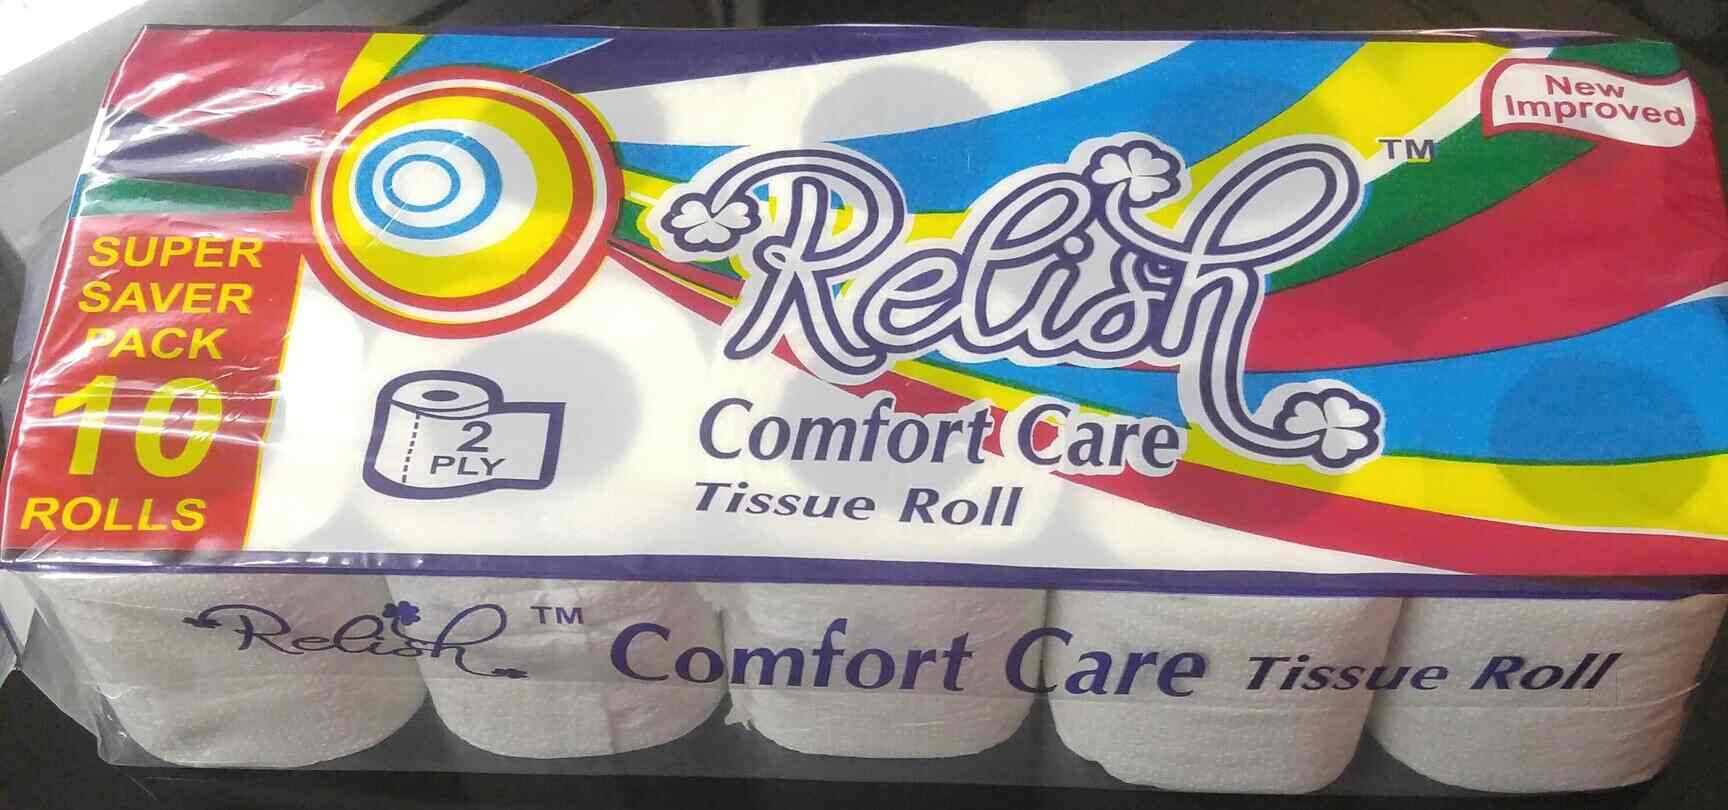 New
Improved
Relish TM
SUPER
SAVER
PACK
10
ROLLS
2
PLY
Comfort Care
Tissue Roll
Relish TM Comfort Care Tissue Roll